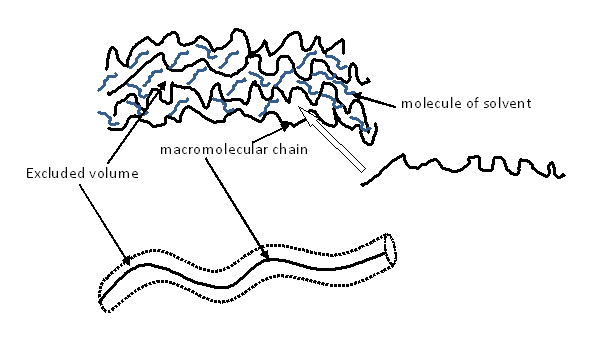 molecule of solvent
macromolecular chain
Excluded volume